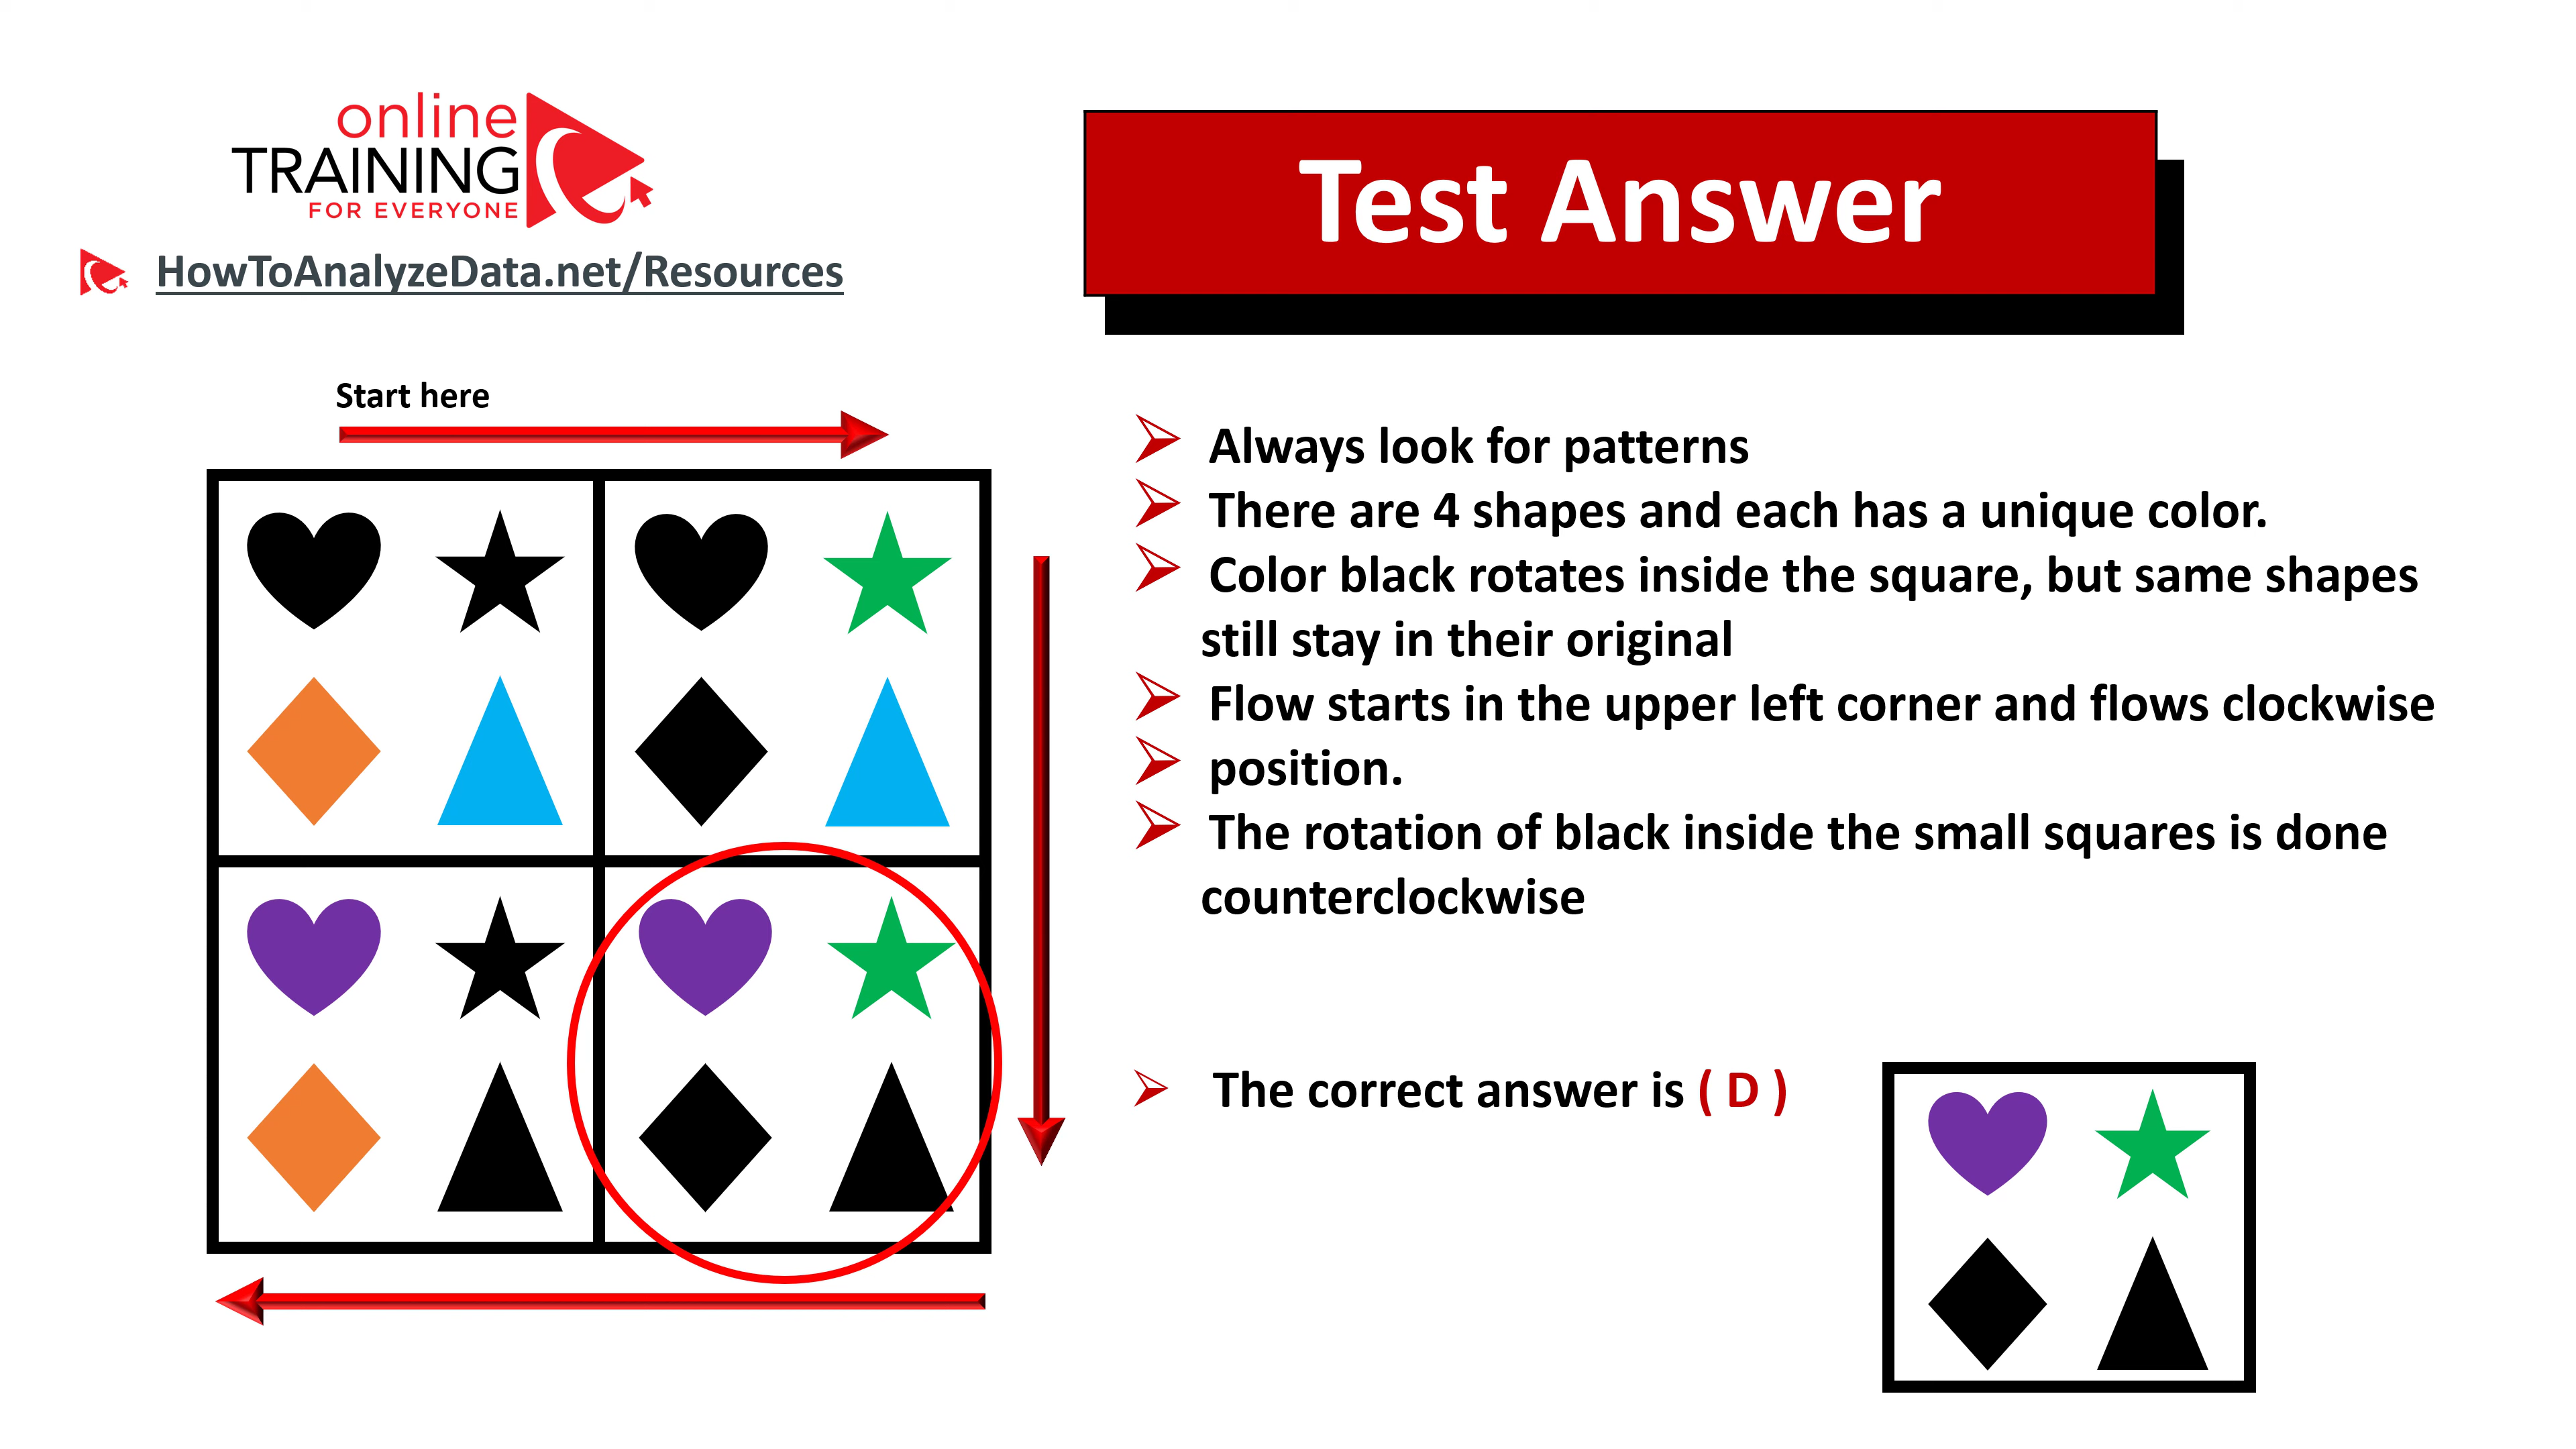 online
TRAINING
FOR EVERYONE
HowToAnalyzeData.net/Resources
Test Answer
Start here
Always look for patterns
There are 4 shapes and each has a unique color.
Color black rotates inside the square, but same shapes
still stay in their original
Flow starts in the upper left corner and flows clockwise
position.
The rotation of black inside the small squares is done
counterclockwise
The correct answer is ( D )